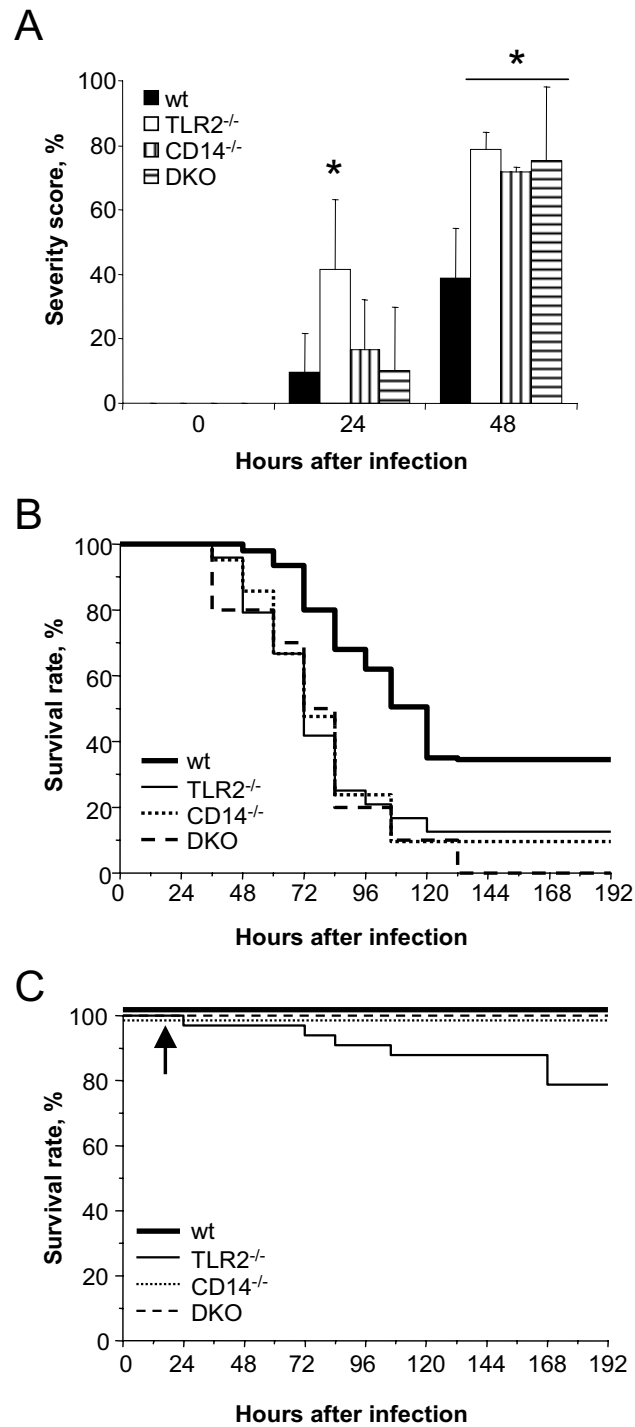 A
Severity score, %
100
80
60
40
20
0
wt
TLR2-/-
CD14-/-
DKO
*
*
0 24 48
Hours after infection
B
Survival rate, %
100
80
60
40
20
0
wt
TLR2-/-
CD14-/-
DKO
0 24 48 72 96 120 144 168 192
Hours after infection
C
Survival rate, %
100
80
60
40
20
0
wt
TLR2-/-
CD14-/-
DKO
0 24 48 72 96 120 144 168 192
Hours after infection